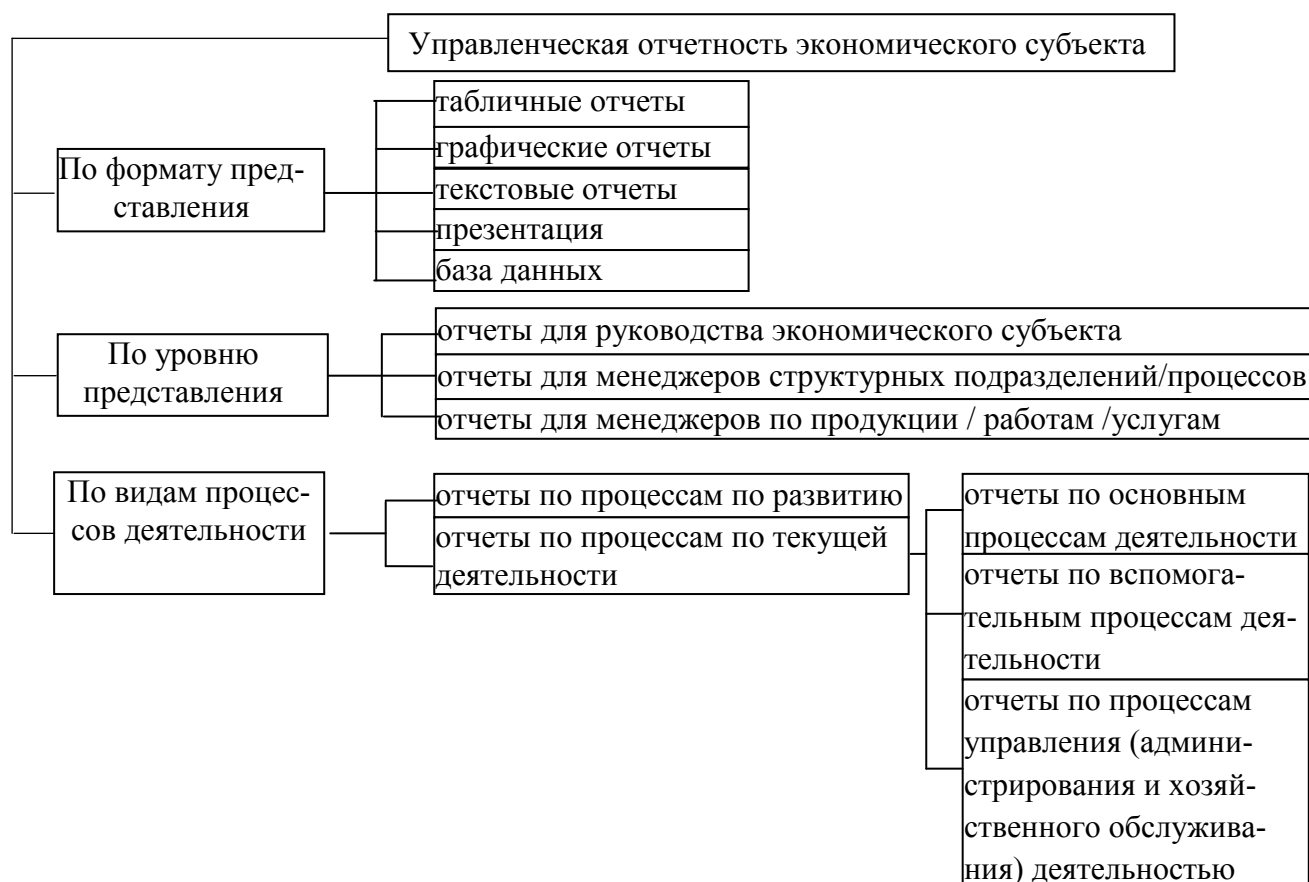 Управленческая отчетность экономического субъекта
По формату пред-
ставления
табличные отчеты
графические отчеты
текстовые отчеты
презентация
база данных
По уровню
представления
отчеты для руководства экономического субъекта
отчеты для менеджеров структурных подразделений/процессов
отчеты для менеджеров по продукции / работам /услугам
По видам процес-
сов деятельности
отчеты по процессам по развитию
отчеты по процессам по текущей
деятельности
отчеты по основным
процессам деятельности
отчеты по вспомога-
тельным процессам дея-
тельности
отчеты по процессам
управления (админи-
стрирования и хозяй-
ственного обслужива-
ния) деятельностью